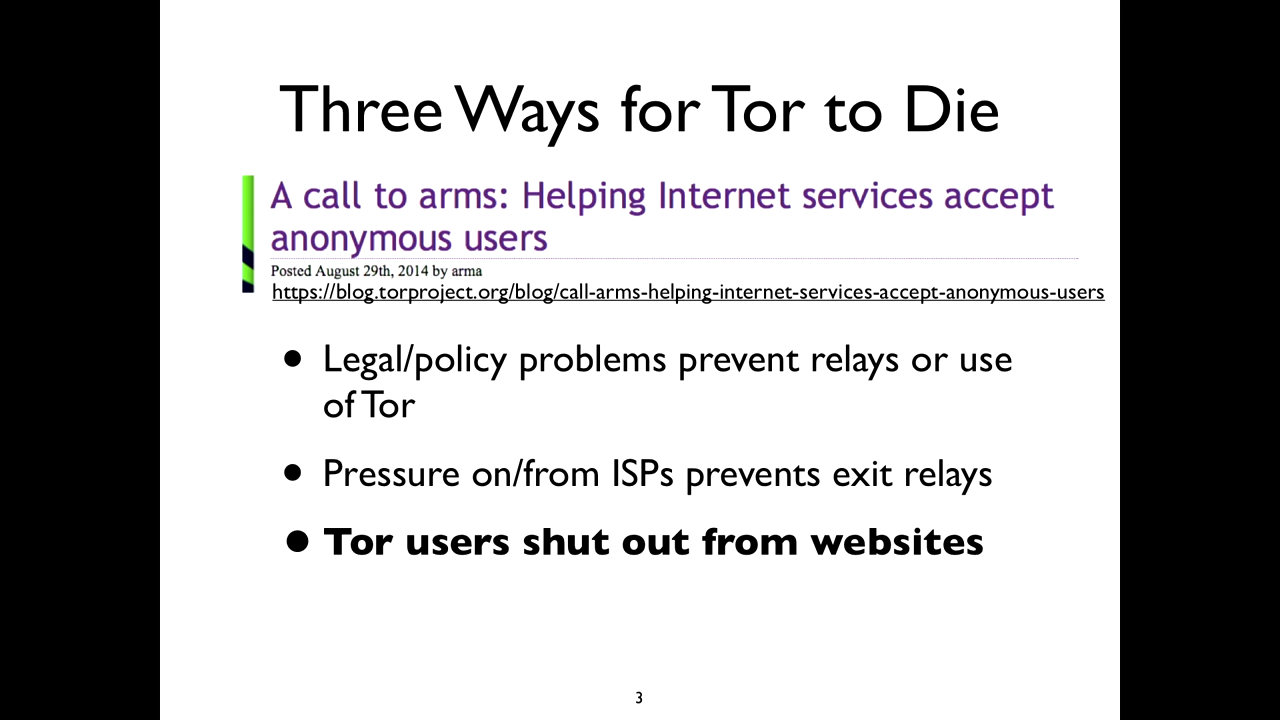 Three Ways for Tor to Die
A call to arms: Helping Internet services accept
anonymous users
Posted August 29th, 2014 by arma
https://blog.torproject.org/blog/call-arms-helping-internet-services-accept-anonymous-users
• Legal/policy problems prevent relays or use
of Tor
• Pressure on/from ISPs prevents exit relays
• Tor users shut out from websites
3